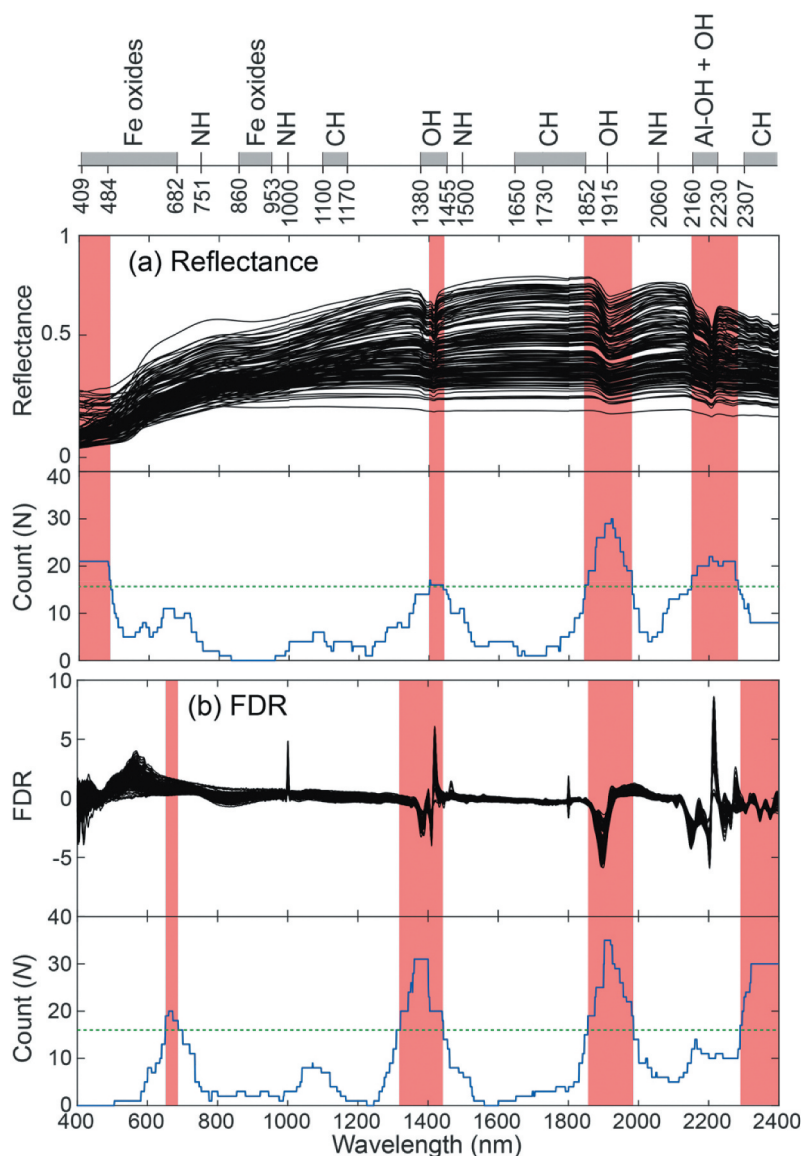 Fe oxides NH Fe oxides NH CH OH NH CH OH NH Al-OH + OH CH
409 484 682 751 860 953 1000 1100 1170 1380 1455 1500 1650 1730 1852 1915 2060 2160 2230 2307
1
(a) Reflectance
Reflectance
0.5
0
40
30
Count (N)
20
10
0
10
(b) FDR
5
FDR
0
-5
40
30
Count (N)
20
10
0
400 600 800 1000 1200 1400 1600 1800 2000 2200 2400
Wavelength (nm)